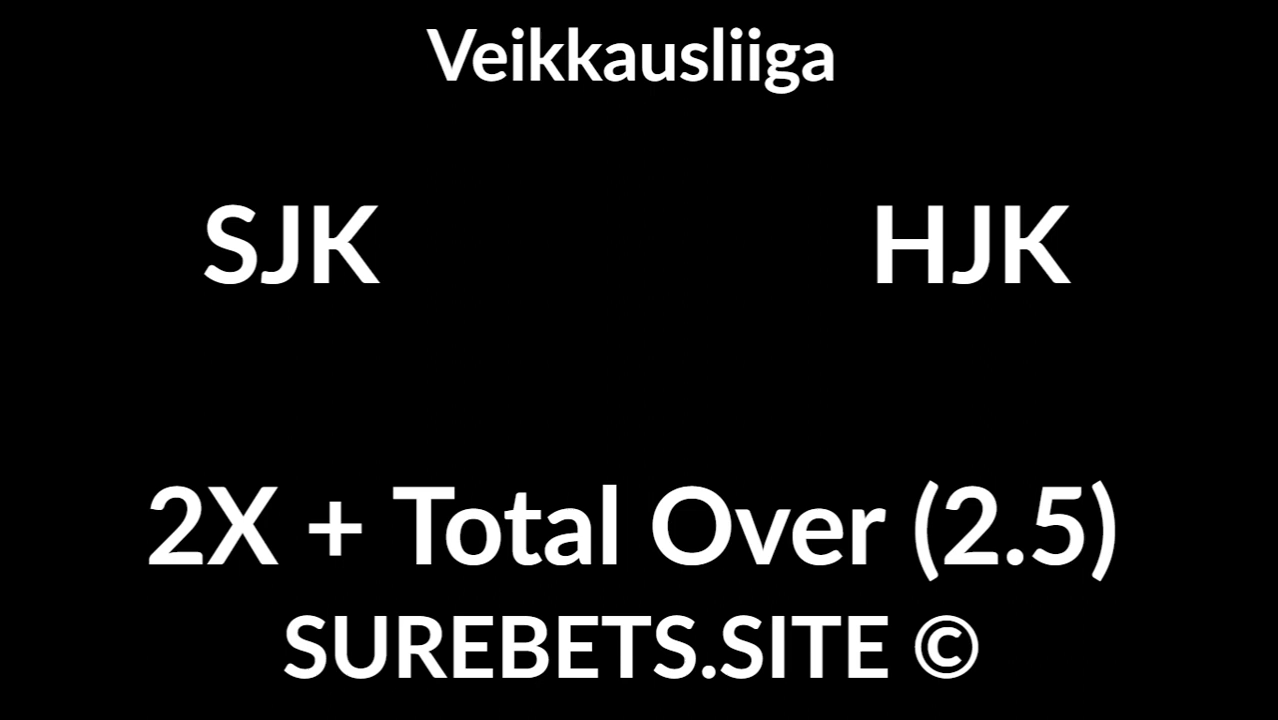 Veikkausliiga
SJK HJK
2X + Total Over (2.5)
SUREBETS.SITE ©